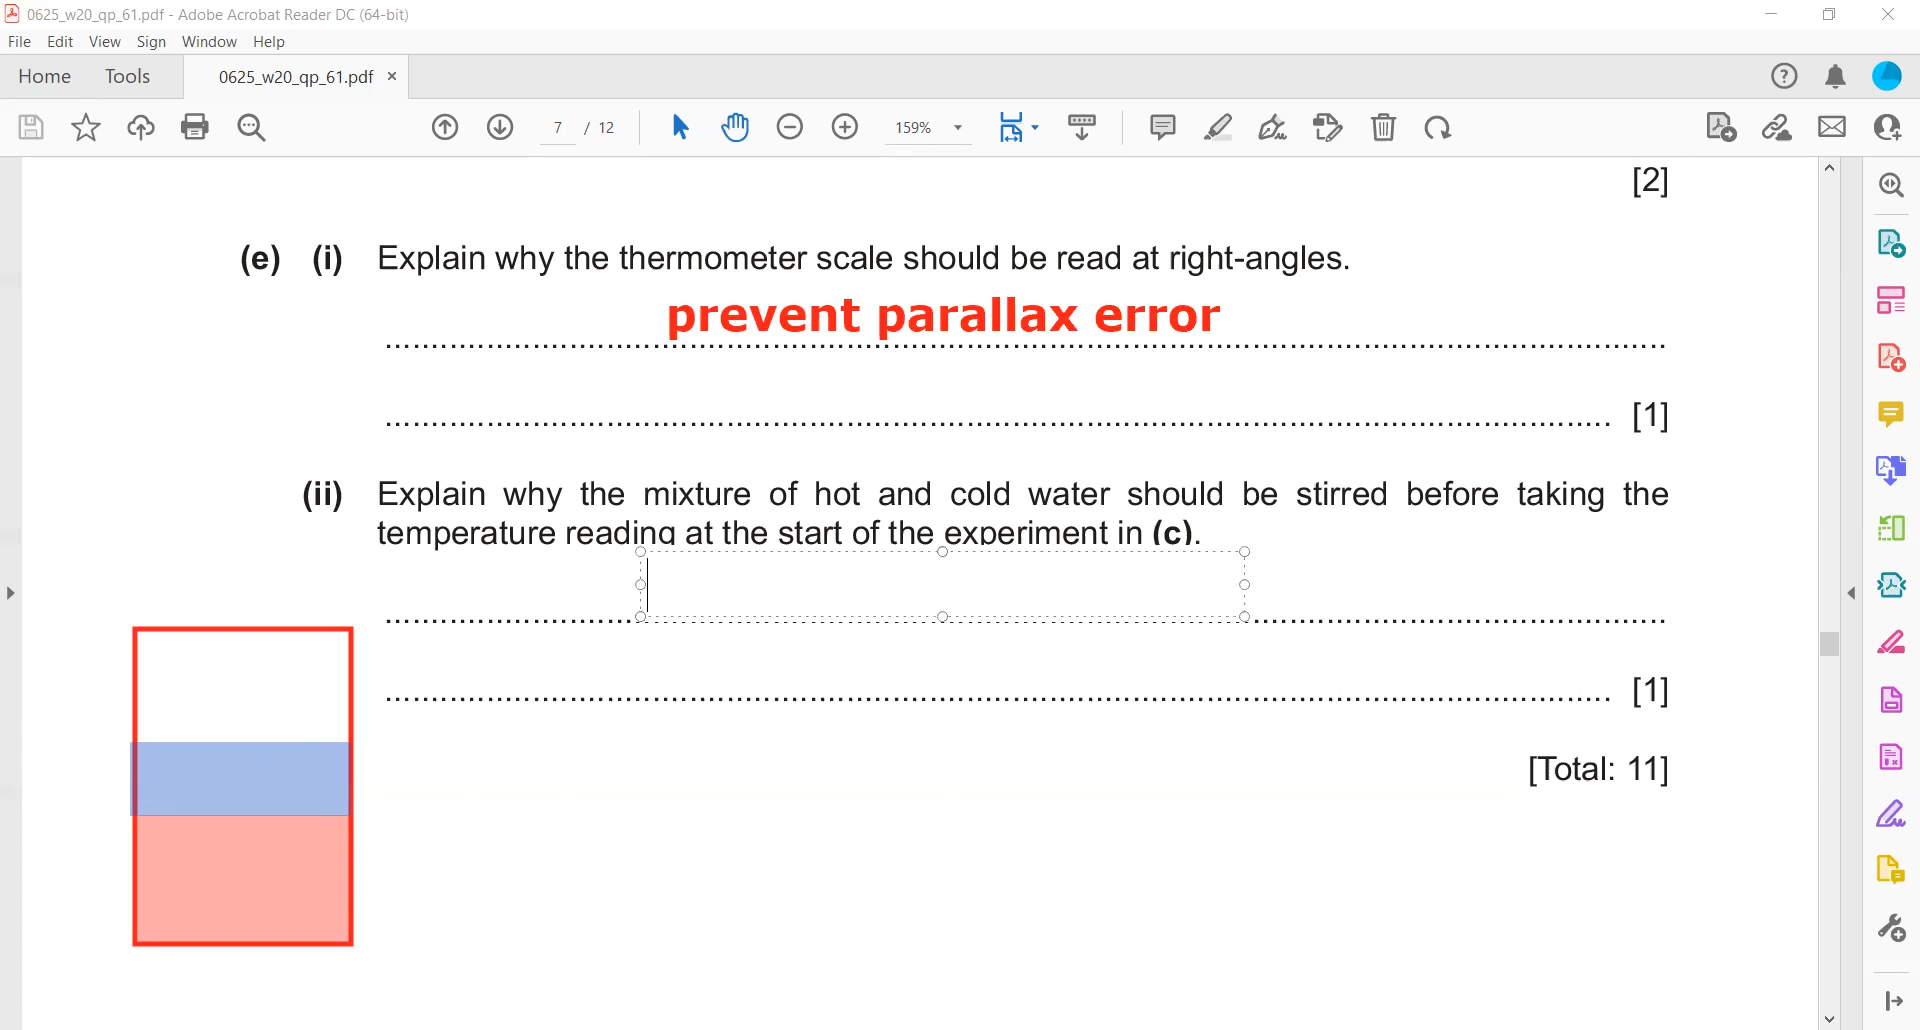 0625_w20_qp_61.pdf - Adobe Acrobat Reader DC (64-bit)
File Edit View Sign Window Help
Home Tools 0625_w20_qp_61.pdf ×
7 / 12 159%
[2]
(e) (i) Explain why the thermometer scale should be read at right-angles.
prevent parallax error
[1]
(ii) Explain why the mixture of hot and cold water should be stirred before taking the
temperature reading at the start of the experiment in (c).
[1]
[Total: 11]